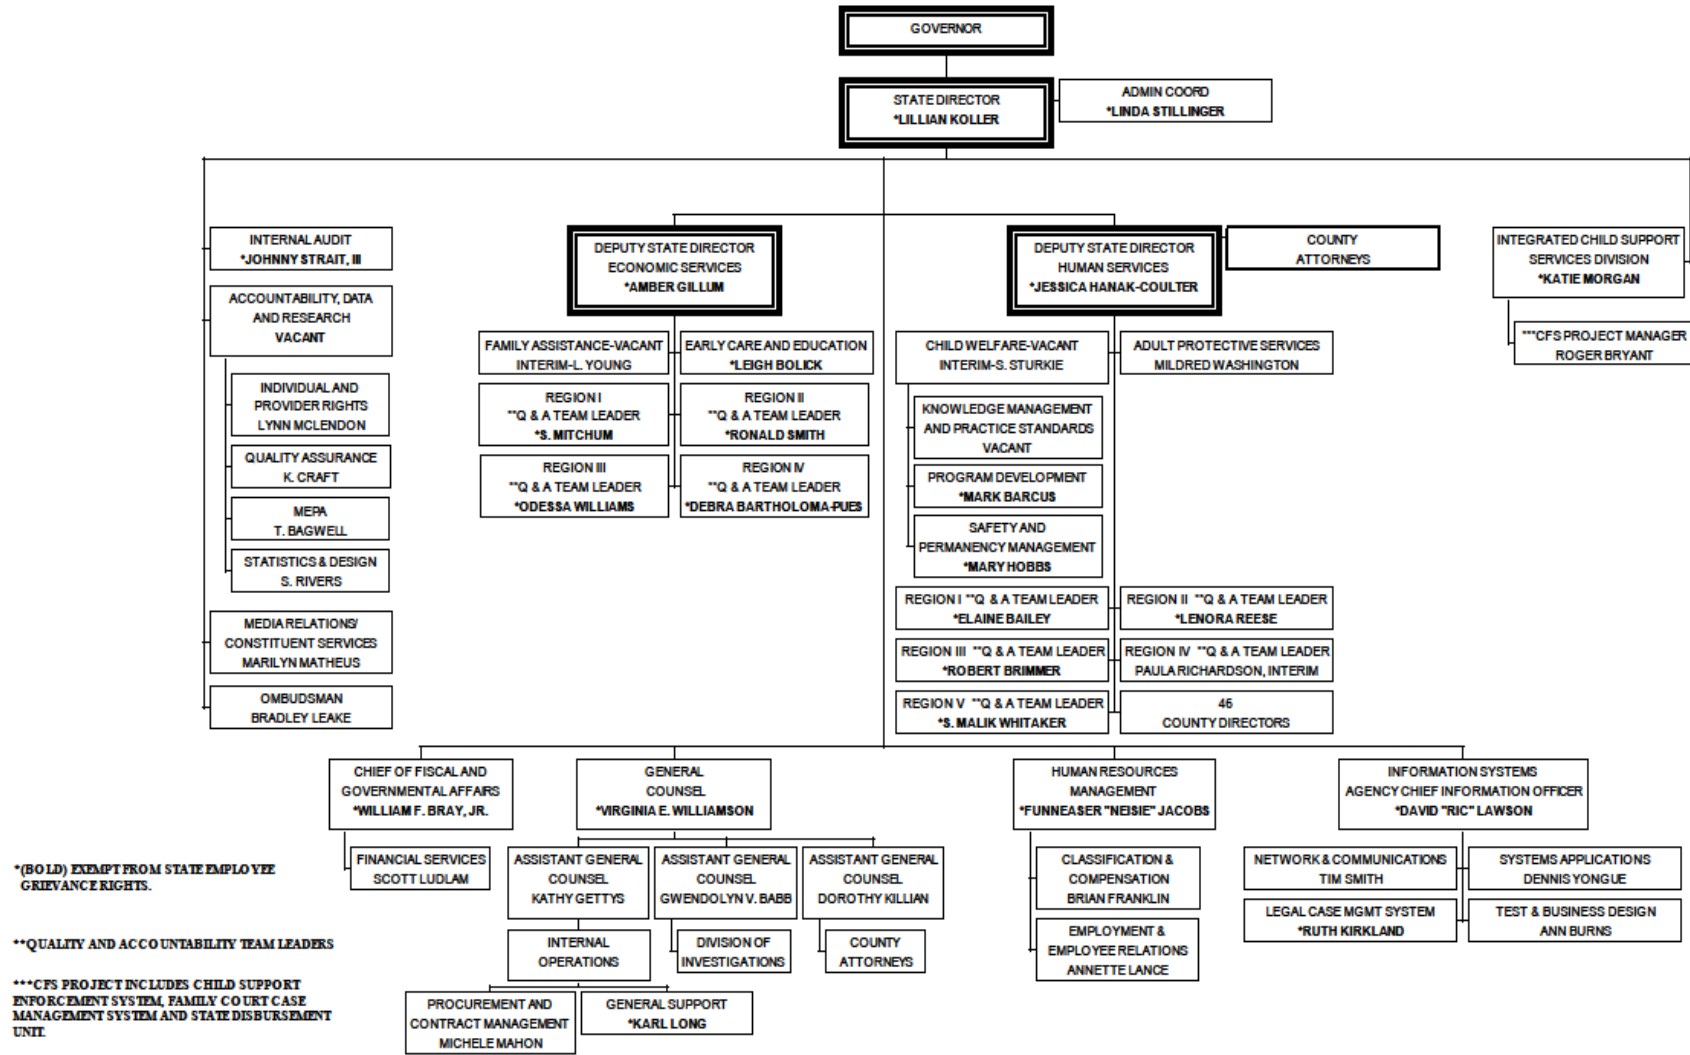 GOVERNOR
STATE DIRECTOR
*LILLIAN KOLLER
ADMIN COORD
*LINDA STILLINGER
INTERNAL AUDIT
*JOHNNY STRAIT, III
ACCOUNTABILITY, DATA
AND RESEARCH
VACANT
INDIVIDUAL AND
PROVIDER RIGHTS
LYNN MCLENDON
QUALITY ASSURANCE
K. CRAFT
MEPA
T. BAGWELL
STATISTICS & DESIGN
S. RIVERS
MEDIA RELATIONS/
CONSTITUENT SERVICES
MARILYN MATHEUS
OMBUDSMAN
BRADLEY LEAKE
DEPUTY STATE DIRECTOR
ECONOMIC SERVICES
*AMBER GILLUM
FAMILY ASSISTANCE-VACANT
INTERIM-L. YOUNG
EARLY CARE AND EDUCATION
*LEIGH BOLICK
REGION I
**Q & A TEAM LEADER
*S. MITCHUM
REGION II
**Q & A TEAM LEADER
*RONALD SMITH
REGION III
**Q & A TEAM LEADER
*ODESSA WILLIAMS
REGION IV
**Q & A TEAM LEADER
*DEBRA BARTHOLOMA-PUES
DEPUTY STATE DIRECTOR
HUMAN SERVICES
*JESSICA HANAK-COULTER
COUNTY
ATTORNEYS
CHILD WELFARE-VACANT
INTERIM-S. STURKIE
ADULT PROTECTIVE SERVICES
MILDRED WASHINGTON
KNOWLEDGE MANAGEMENT
AND PRACTICE STANDARDS
VACANT
PROGRAM DEVELOPMENT
*MARK BARCUS
SAFETY AND
PERMANENCY MANAGEMENT
*MARY HOBBS
REGION I **Q & A TEAM LEADER
*ELAINE BAILEY
REGION II **Q & A TEAM LEADER
*LENORA REESE
REGION III **Q & A TEAM LEADER
*ROBERT BRIMMER
REGION IV **Q & A TEAM LEADER
PAULA RICHARDSON, INTERIM
REGION V **Q & A TEAM LEADER
*S. MALIK WHITAKER
46
COUNTY DIRECTORS
INTEGRATED CHILD SUPPORT
SERVICES DIVISION
*KATIE MORGAN
***CFS PROJECT MANAGER
ROGER BRYANT
CHIEF OF FISCAL AND
GOVERNMENTAL AFFAIRS
*WILLIAM F. BRAY, JR.
FINANCIAL SERVICES
SCOTT LUDLAM
GENERAL
COUNSEL
*VIRGINIA E. WILLIAMSON
ASSISTANT GENERAL
COUNSEL
KATHY GETTYS
ASSISTANT GENERAL
COUNSEL
GWENDOLYN V. BABB
ASSISTANT GENERAL
COUNSEL
DOROTHY KILLIAN
INTERNAL
OPERATIONS
DIVISION OF
INVESTIGATIONS
COUNTY
ATTORNEYS
PROCUREMENT AND
CONTRACT MANAGEMENT
MICHELE MAHON
GENERAL SUPPORT
*KARL LONG
HUMAN RESOURCES
MANAGEMENT
*FUNNEASER "NEISIE" JACOBS
CLASSIFICATION &
COMPENSATION
BRIAN FRANKLIN
EMPLOYMENT &
EMPLOYEE RELATIONS
ANNETTE LANCE
INFORMATION SYSTEMS
AGENCY CHIEF INFORMATION OFFICER
*DAVID "RIC" LAWSON
NETWORK & COMMUNICATIONS
TIM SMITH
SYSTEMS APPLICATIONS
DENNIS YONGUE
LEGAL CASE MGMT SYSTEM
*RUTH KIRKLAND
TEST & BUSINESS DESIGN
ANN BURNS
*(BOLD) EXEMPT FROM STATE EMPLOYEE
GRIEVANCE RIGHTS.
**QUALITY AND ACCOUNTABILITY TEAM LEADERS
***CFS PROJECT INCLUDES CHILD SUPPORT
ENFORCEMENT SYSTEM, FAMILY COURT CASE
MANAGEMENT SYSTEM AND STATE DISBURSEMENT
UNIT.